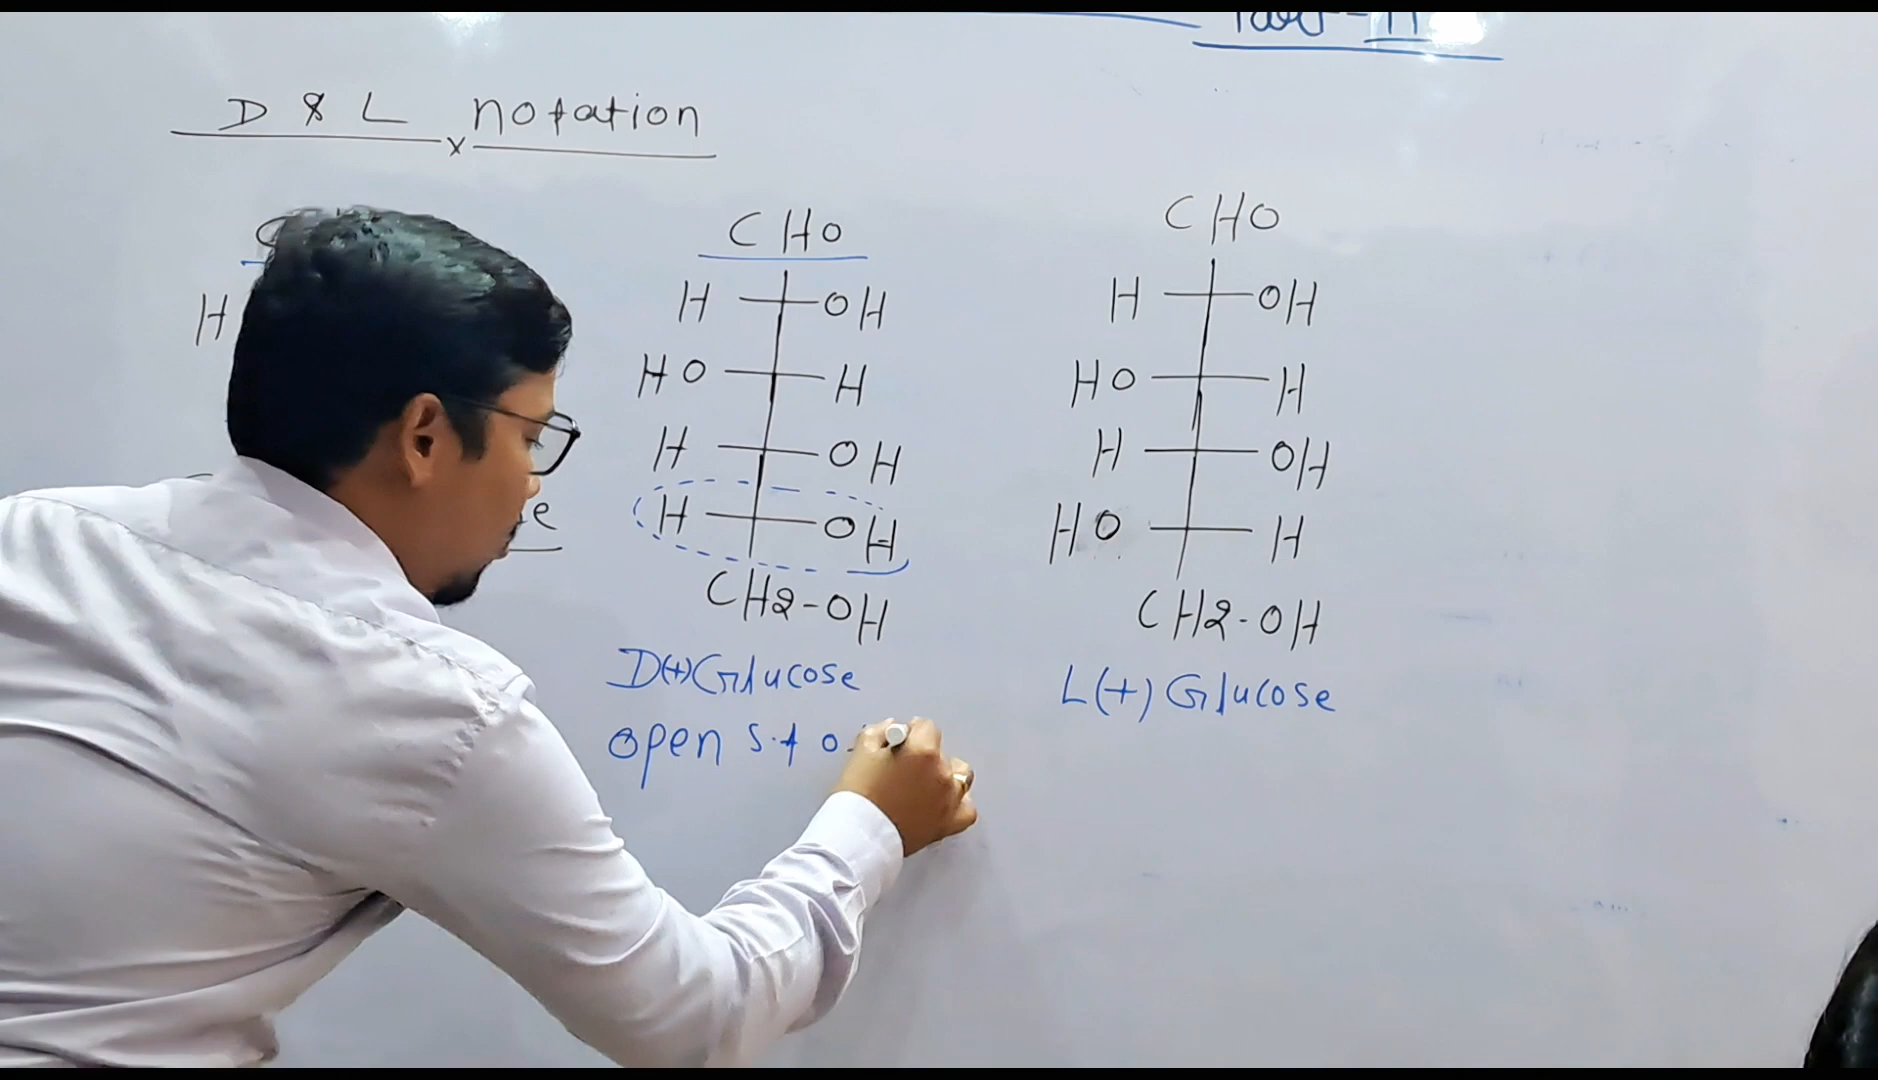 D & L notation
CHO
H OH
HO H
H OH
H OH
CH2-OH
D(+)Glucose
open
CHO
H OH
HO H
H OH
HO H
CH2-OH
L(+) Glucose
H